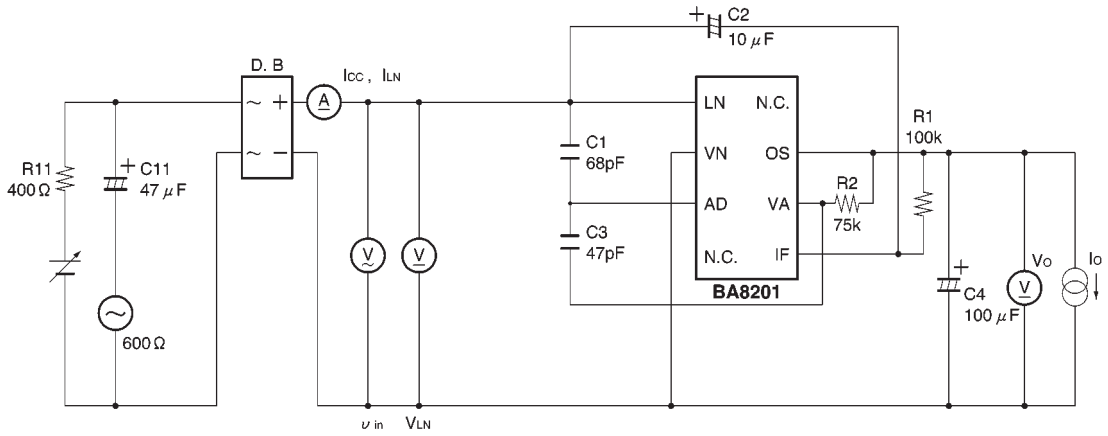 C2
+
10 μF
D. B
ICC , ILN
~ +
A
~ −
R11
400 Ω
+
C11
47 μF
~
600 Ω
C1
68pF
C3
47pF
LN N.C.
VN OS
AD VA
N.C. IF
BA8201
R2
75k
R1
100k
V
~
V
+
C4
100 μF
VO
V
IO
ν in VLN